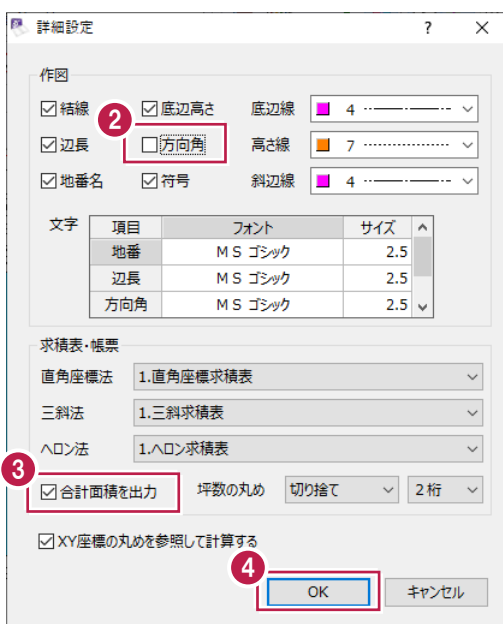 詳細設定 ? ×
作図
結線 底辺高さ 底辺線 4
2
辺長 方向角 高さ線 7
地番名 符号 斜辺線 4
文字 項目 フォント サイズ
地番 ＭＳ ゴシック 2.5
辺長 ＭＳ ゴシック 2.5
方向角 ＭＳ ゴシック 2.5
求積表・帳票
直角座標法 1.直角座標求積表
三斜法 1.三斜求積表
ヘロン法 1.ヘロン求積表
3
合計面積を出力 坪数の丸め 切り捨て 2桁
XY座標の丸めを参照して計算する
4
OK キャンセル